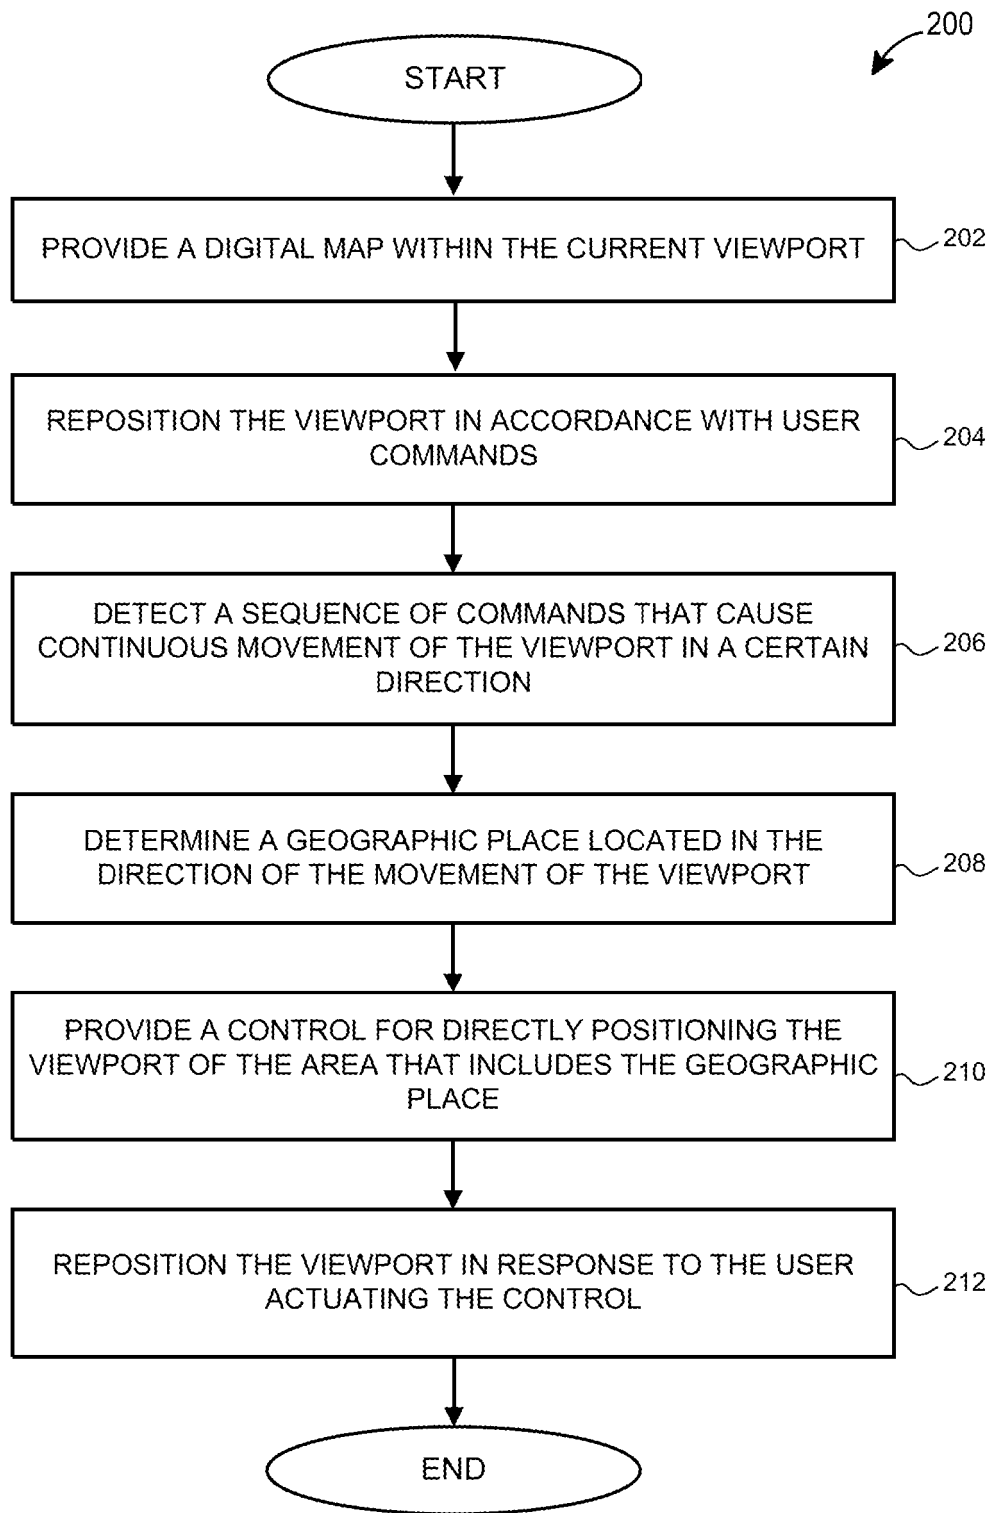 200
START
PROVIDE A DIGITAL MAP WITHIN THE CURRENT VIEWPORT
202
REPOSITION THE VIEWPORT IN ACCORDANCE WITH USER
COMMANDS
204
DETECT A SEQUENCE OF COMMANDS THAT CAUSE
CONTINUOUS MOVEMENT OF THE VIEWPORT IN A CERTAIN
DIRECTION
206
DETERMINE A GEOGRAPHIC PLACE LOCATED IN THE
DIRECTION OF THE MOVEMENT OF THE VIEWPORT
208
PROVIDE A CONTROL FOR DIRECTLY POSITIONING THE
VIEWPORT OF THE AREA THAT INCLUDES THE GEOGRAPHIC
PLACE
210
REPOSITION THE VIEWPORT IN RESPONSE TO THE USER
ACTUATING THE CONTROL
212
END